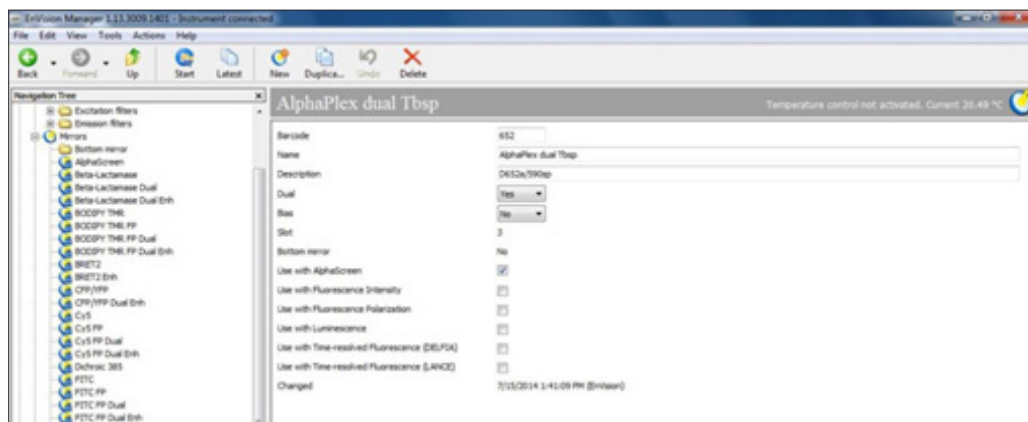 EnVision Manager 1.13.3009.1401 - Instrument connected
File Edit View Tools Actions Help
Back Forward Up Start Latest New Duplica... Undo Delete
Navigation Tree
Excitation filters
Emission filters
Mirrors
Bottom mirror
AlphaScreen
Beta-Lactamase
Beta-Lactamase Dual
Beta-Lactamase Dual Enh
BODIPY TMR
BODIPY TMR FP
BODIPY TMR FP Dual
BODIPY TMR FP Dual Enh
BRET2
BRET2 Enh
CFP/YFP
CFP/YFP Dual Enh
Cy5
Cy5 FP
Cy5 FP Dual
Cy5 FP Dual Enh
Dichroic 385
FITC
FITC FP
FITC FP Dual
FITC FP Dual Enh
AlphaPlex dual Tbsp
Temperature control not activated. Current 26.49 °C
Barcode 652
Name AlphaPlex dual Tbsp
Description D652a/590sp
Dual Yes
Bias No
Slot 3
Bottom mirror No
Use with AlphaScreen
Use with Fluorescence Intensity
Use with Fluorescence Polarization
Use with Luminescence
Use with Time-resolved Fluorescence (DELFIA)
Use with Time-resolved Fluorescence (LANCE)
Changed 7/15/2014 1:41:09 PM (EnVision)